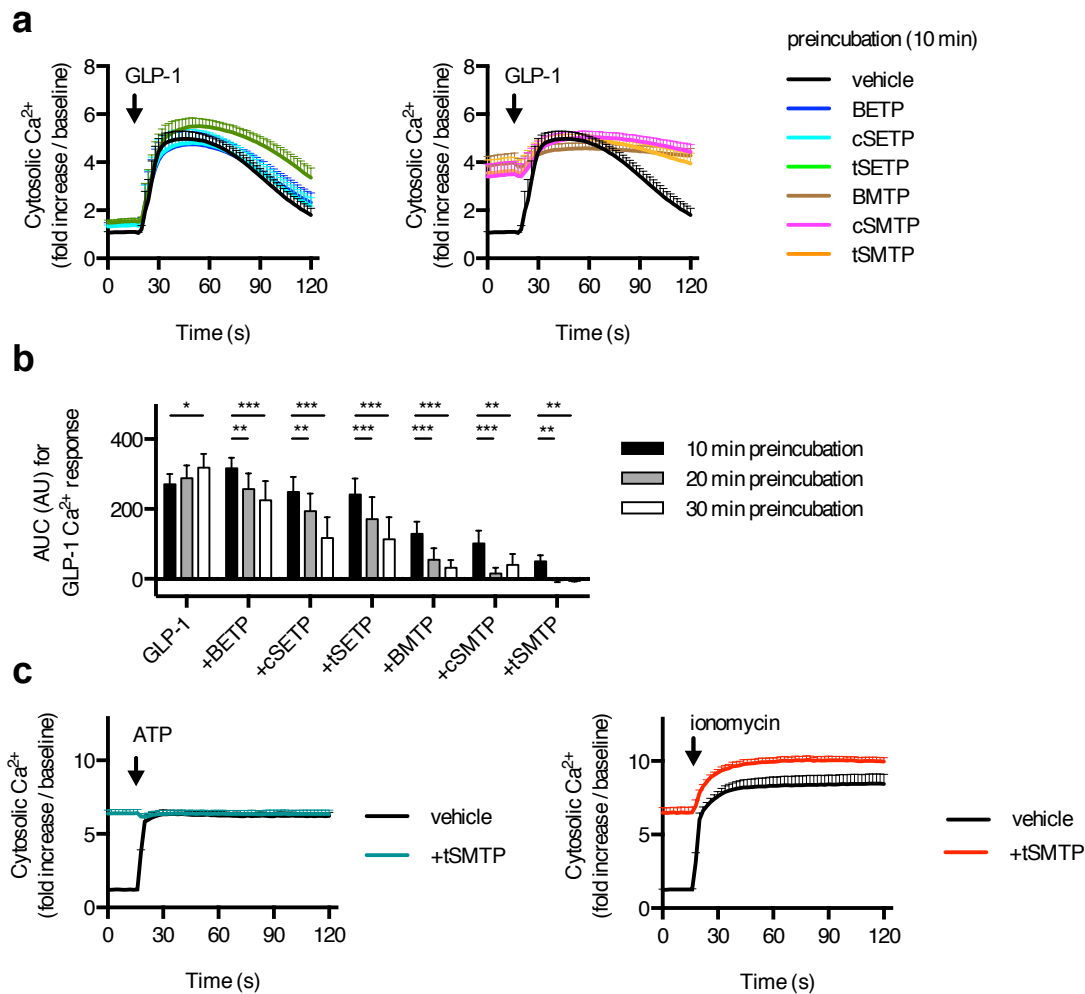 a
GLP-1
Cytosolic Ca²⁺
(fold increase / baseline)
8
6
4
2
0
0 30 60 90 120
Time (s)
GLP-1
Cytosolic Ca²⁺
(fold increase / baseline)
8
6
4
2
0
0 30 60 90 120
Time (s)
preincubation (10 min)
vehicle
BETP
cSETP
tSETP
BMTP
cSMTP
tSMTP
b
AUC (AU) for
GLP-1 Ca²⁺ response
400
200
0
* *** *** *** *** ** **
** ** *** *** *** **
GLP-1 +BETP +cSETP +tSETP +BMTP +cSMTP +tSMTP
10 min preincubation
20 min preincubation
30 min preincubation
c
ATP
Cytosolic Ca²⁺
(fold increase / baseline)
10
5
0
0 30 60 90 120
Time (s)
vehicle
+tSMTP
ionomycin
Cytosolic Ca²⁺
(fold increase / baseline)
10
5
0
0 30 60 90 120
Time (s)
vehicle
+tSMTP